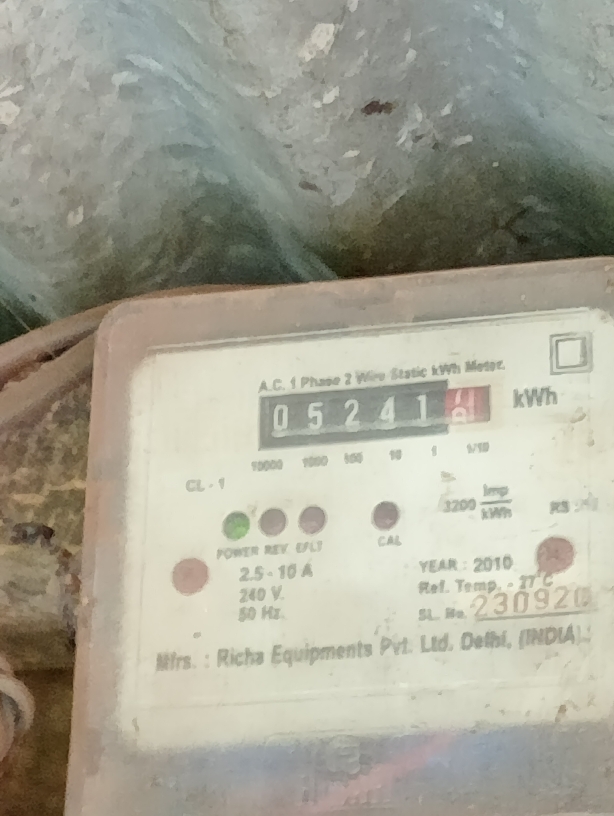 A.C. 1 Phase 2 Wire Static kWh Meter.
0 5 2 4 1
kWh
10000 1000 100 10 1 1/10
CL - 1
3200 Imp/kWh
RS
POWER REV EFLT CAL
2.5 - 10 A
240 V.
50 Hz.
YEAR : 2010
Ref. Temp. - 27°C
SL. No. 230920
Mfrs. : Richa Equipments Pvt. Ltd. Delhi, (INDIA).